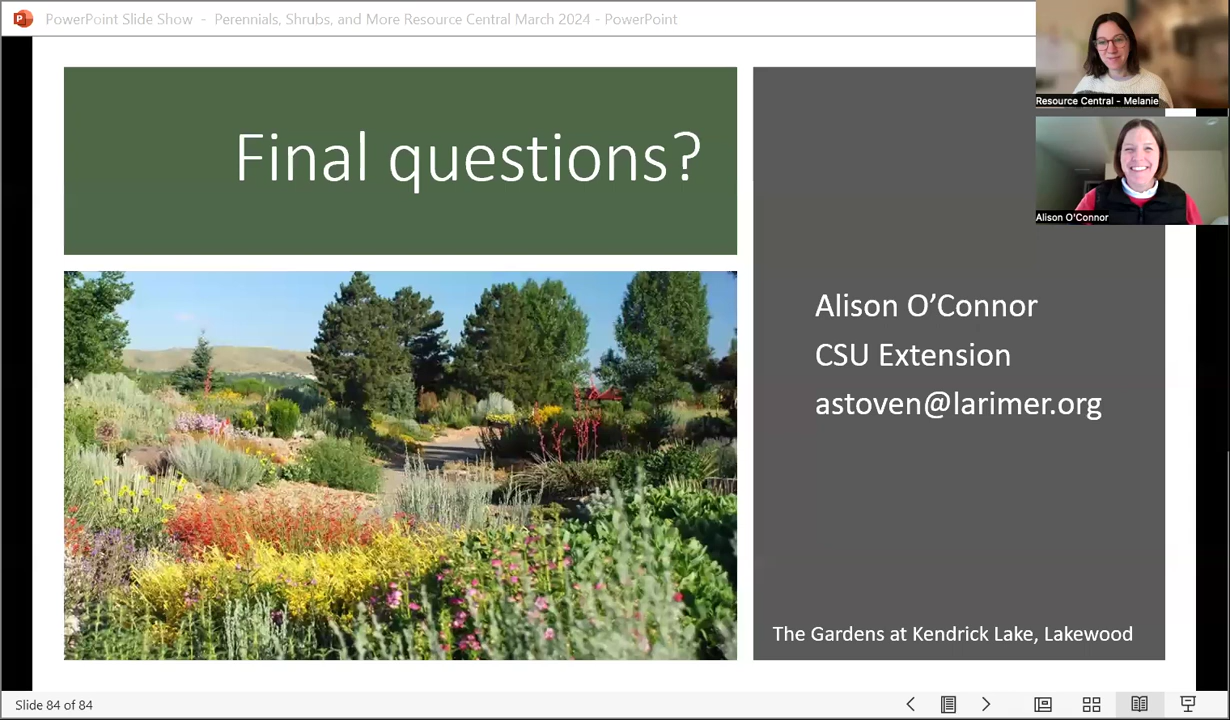 PowerPoint Slide Show - Perennials, Shrubs, and More Resource Central March 2024 - PowerPoint
Resource Central - Melanie
Alison O'Connor
Final questions?
Alison O’Connor
CSU Extension
astoven@larimer.org
The Gardens at Kendrick Lake, Lakewood
Slide 84 of 84